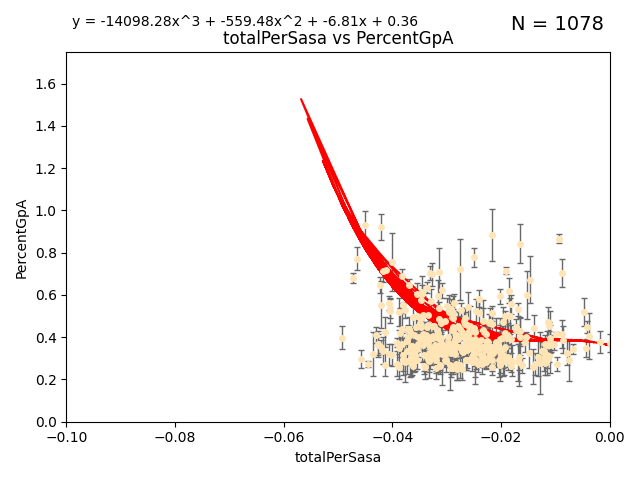 y = -14098.28x^3 + -559.48x^2 + -6.81x + 0.36
N = 1078
totalPerSasa vs PercentGpA
PercentGpA
1.6
1.4
1.2
1.0
0.8
0.6
0.4
0.2
0.0
−0.10 −0.08 −0.06 −0.04 −0.02 0.00
totalPerSasa